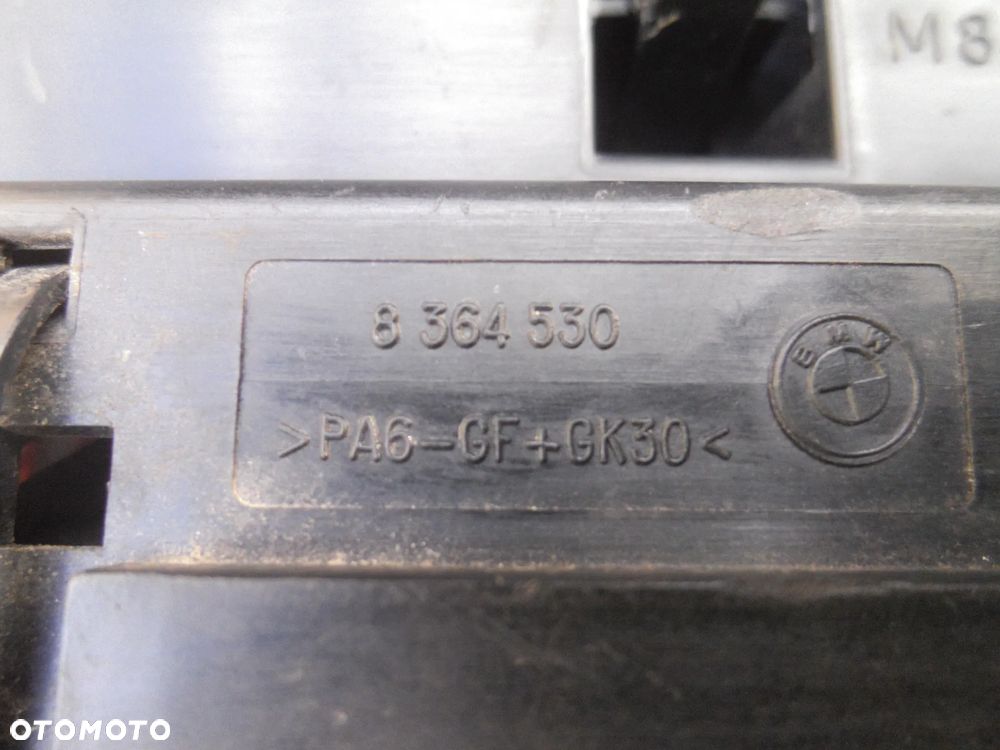 M8
8 364 530
BMW
>PA6-GF+GK30<
OTOMOTO